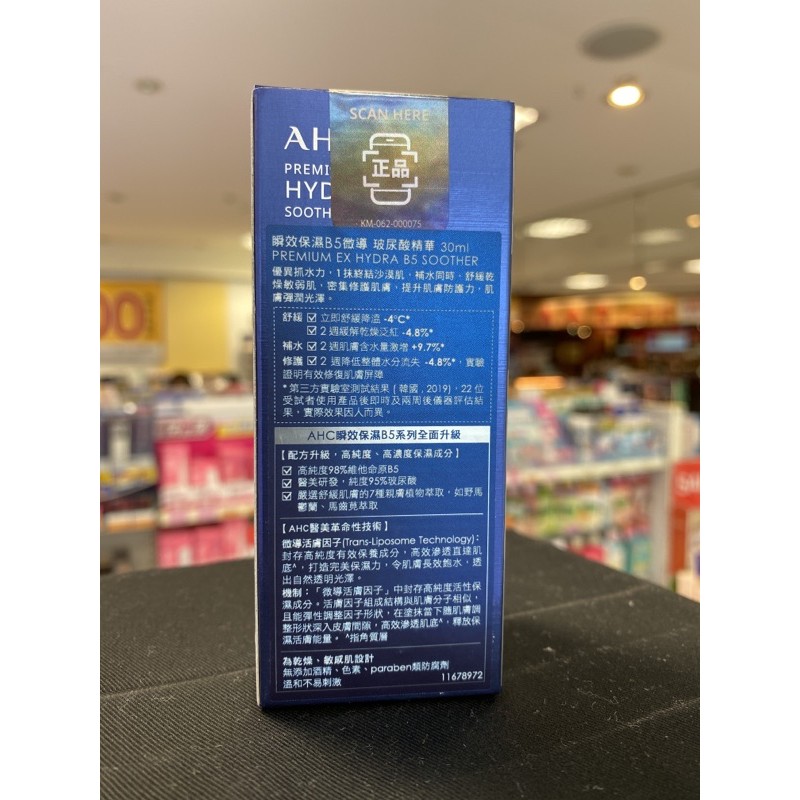 SCAN HERE
正品
KM-062-000075
AH
PREMI
HYD
SOOTH
瞬效保濕B5微導 玻尿酸精華 30ml
PREMIUM EX HYDRA B5 SOOTHER
優異抓水力，1抹終結沙漠肌，補水同時，舒緩乾
燥敏弱肌，密集修護肌膚，提升肌膚防護力，肌
膚彈潤光澤。
舒緩 ☑ 立即舒緩降溫 -4°C*
☑ 2週緩解乾燥泛紅 -4.8%*
補水 ☑ 2週肌膚含水量激增 +9.7%*
修護 ☑ 2週降低整體水分流失 -4.8%*，實驗
證明有效修復肌膚屏障
*第三方實驗室測試結果 [韓國, 2019]，22位
受試者使用產品後即時及兩周後儀器評估結
果，實際效果因人而異。
AHC瞬效保濕B5系列全面升級
【配方升級，高純度、高濃度保濕成分】
☑ 高純度98%維他命原B5
☑ 醫美研發，純度95%玻尿酸
☑ 嚴選舒緩肌膚的7種親膚植物萃取，如野馬
鬱蘭、馬齒莧萃取
【AHC醫美革命性技術】
微導活膚因子(Trans-Liposome Technology)：
封存高純度有效保養成分，高效滲透直達肌
底^，打造完美保濕力，令肌膚長效飽水，透
出自然透明光澤。
機制：「微導活膚因子」中封存高純度活性保
濕成分。活膚因子組成結構與肌膚分子相似，
且能彈性調整因子形狀，在塗抹當下隨肌膚調
整形狀深入皮膚間隙，高效滲透肌底^，釋放保
濕活膚能量。 ^指角質層
為乾燥、敏感肌設計
無添加酒精、色素、paraben類防腐劑
溫和不易刺激
11678972